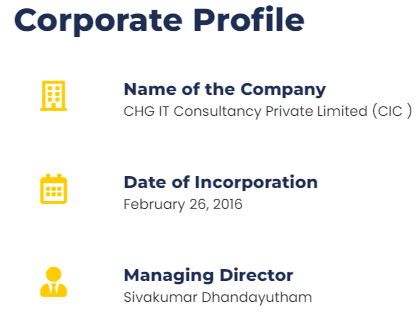 Corporate Profile
Name of the Company
CHG IT Consultancy Private Limited (CIC )
Date of Incorporation
February 26, 2016
Managing Director
Sivakumar Dhandayutham